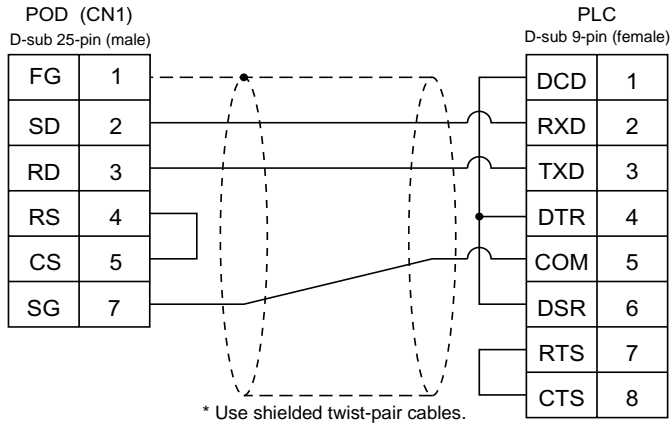 POD (CN1)
D-sub 25-pin (male)
FG 1
SD 2
RD 3
RS 4
CS 5
SG 7
PLC
D-sub 9-pin (female)
DCD 1
RXD 2
TXD 3
DTR 4
COM 5
DSR 6
RTS 7
CTS 8
* Use shielded twist-pair cables.